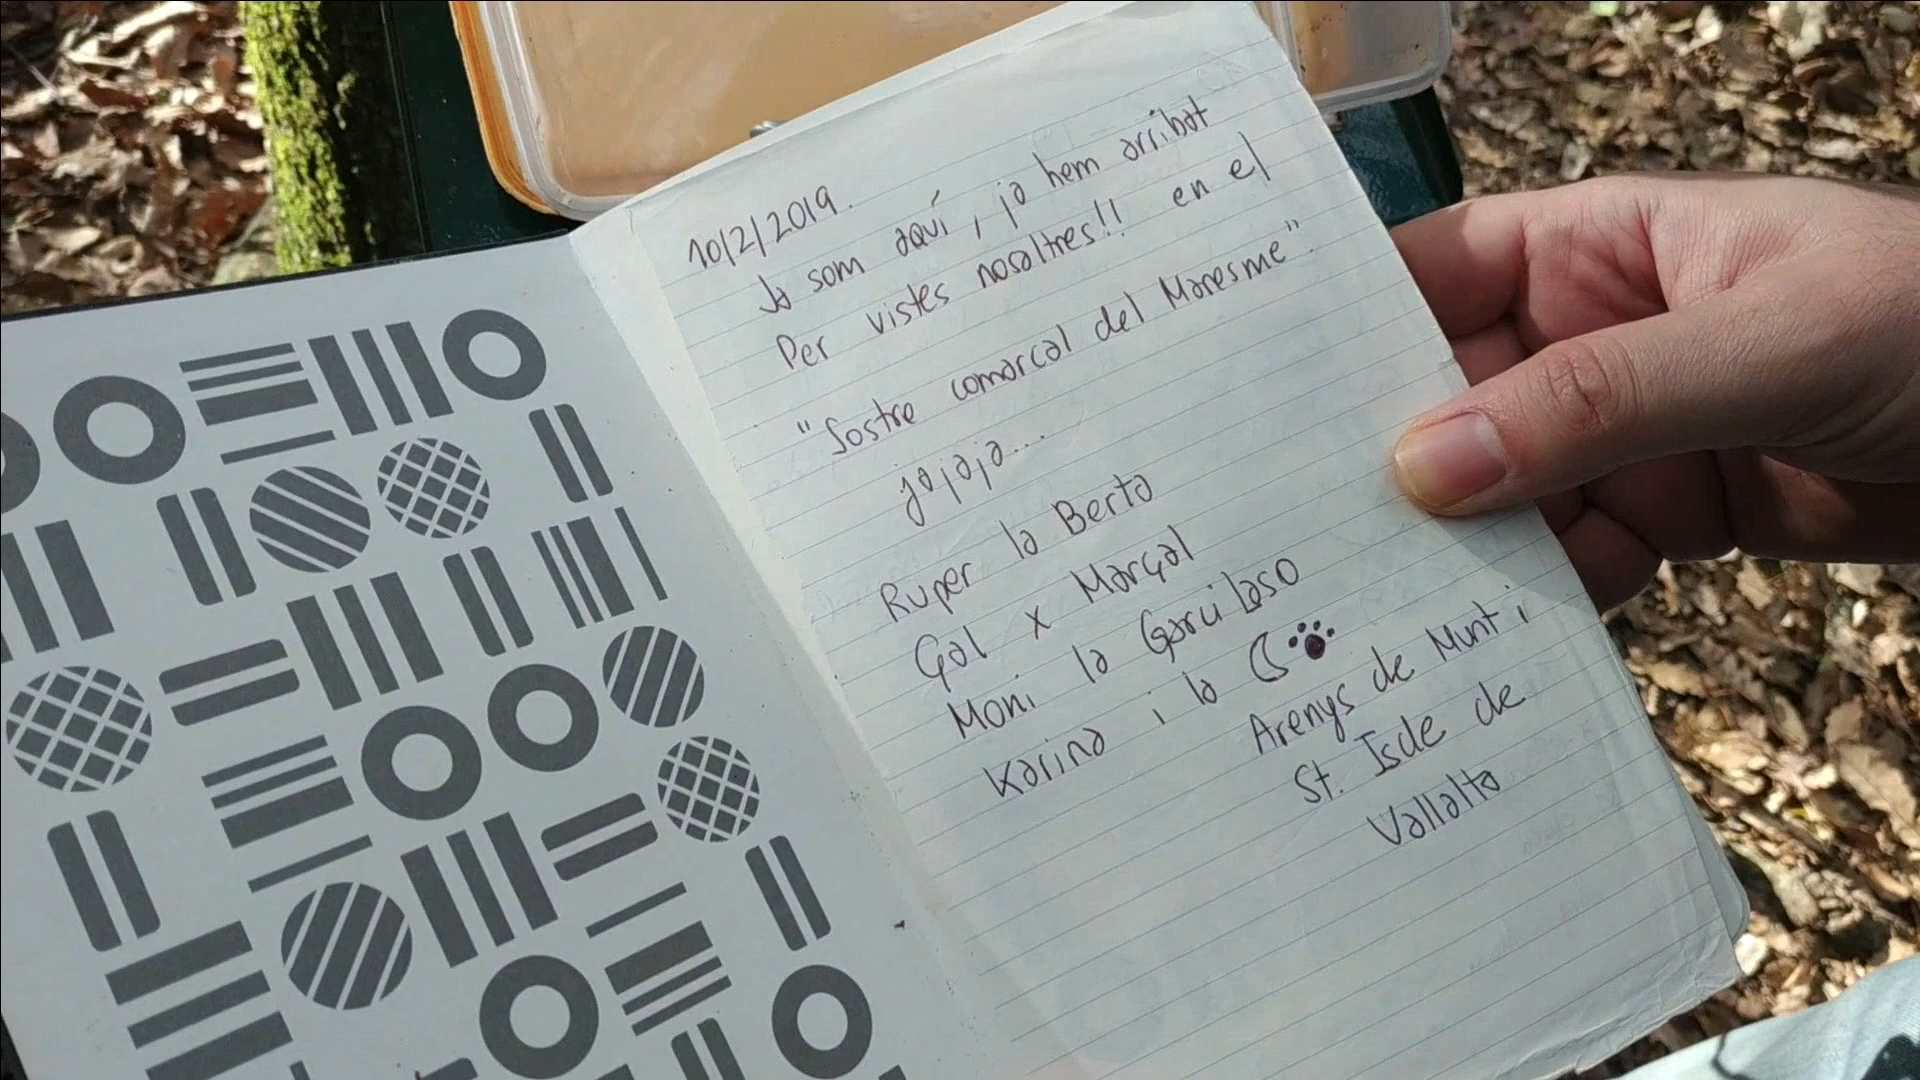 10/2/2019.
Ja som aquí, ja hem arribat
Per vistes nosaltres!! en el
"Sostre comarcal del Maresme".
jajaja...
Ruper la Berta
Gal x Marçal
Moni la Garcilaso
Karina i la
Arenys de Munt i
St. Iscle de
Vallalta